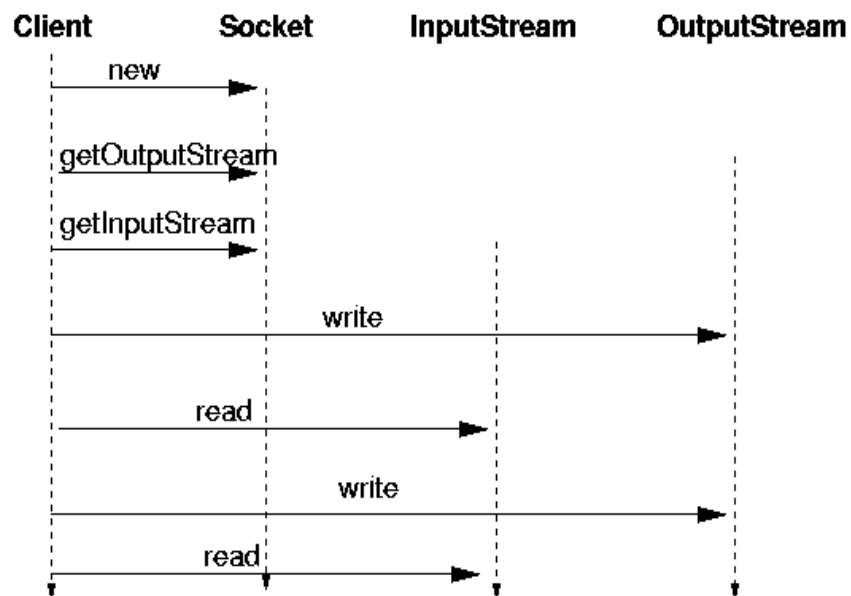 Client Socket InputStream OutputStream
new
getOutputStream
getInputStream
write
read
write
read